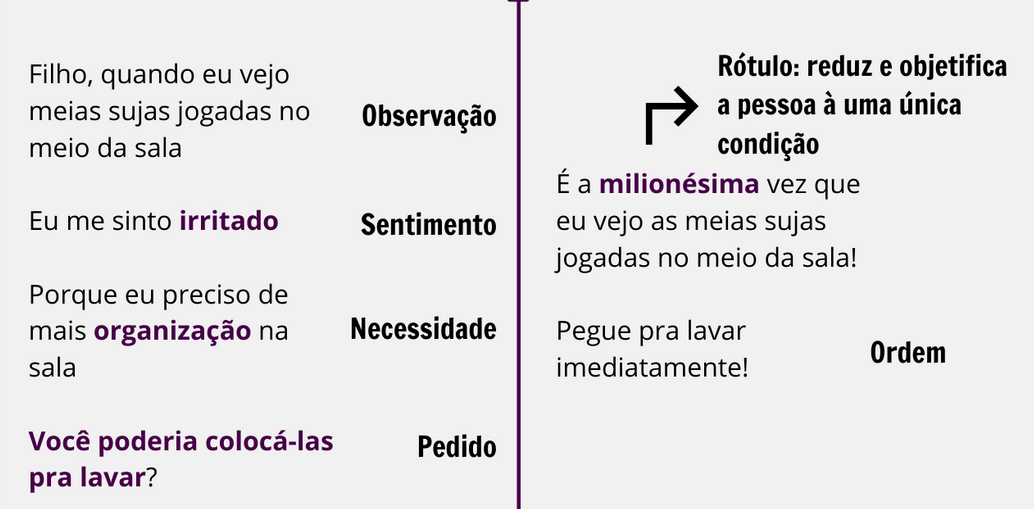 Filho, quando eu vejo
meias sujas jogadas no
meio da sala
Observação
Eu me sinto irritado
Sentimento
Porque eu preciso de
mais organização na
sala
Necessidade
Você poderia colocá-las
pra lavar?
Pedido
Rótulo: reduz e objetifica
a pessoa à uma única
condição
É a milionésima vez que
eu vejo as meias sujas
jogadas no meio da sala!
Pegue pra lavar
imediatamente!
Ordem